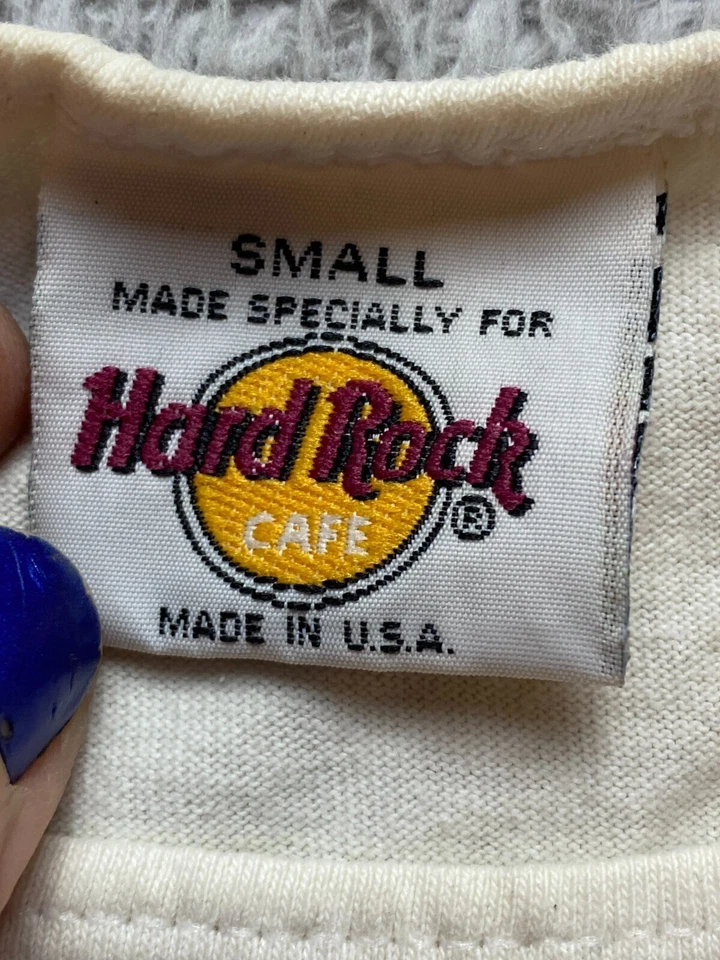 SMALL
MADE SPECIALLY FOR
Hard Rock
CAFE ®
MADE IN U.S.A.